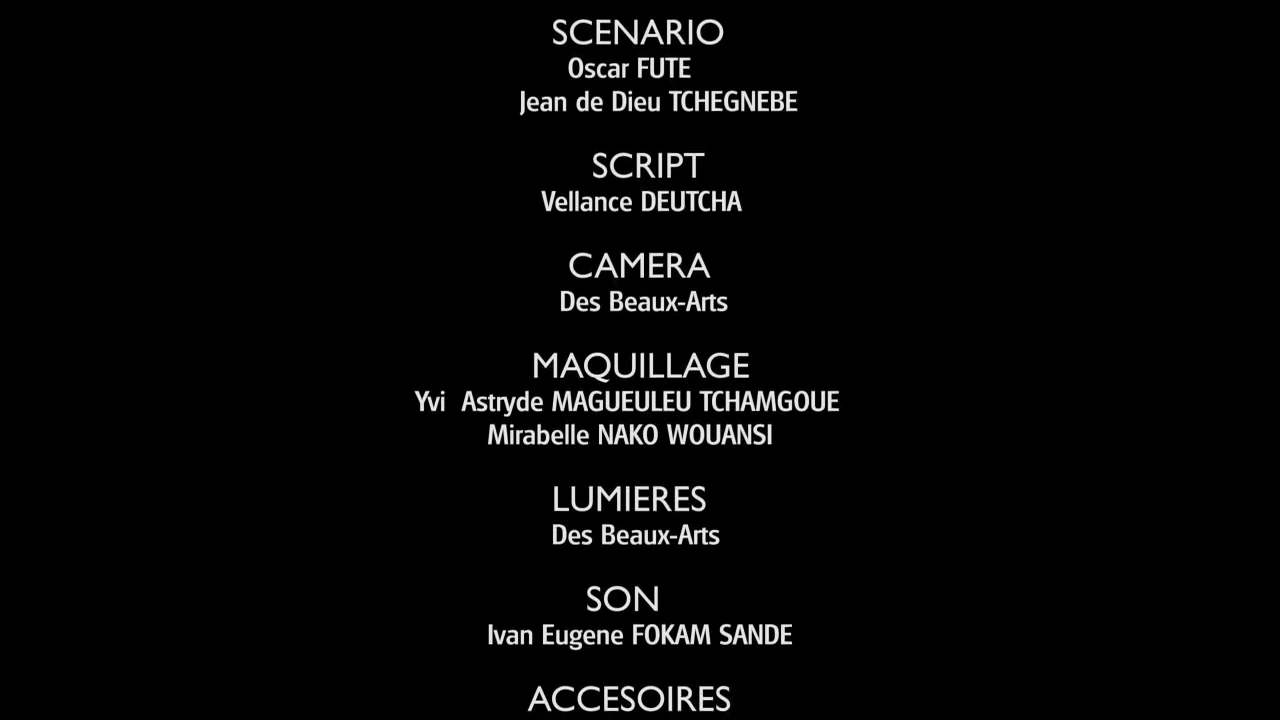 SCENARIO
Oscar FUTE
Jean de Dieu TCHEGNEBE
SCRIPT
Vellance DEUTCHA
CAMERA
Des Beaux-Arts
MAQUILLAGE
Yvi Astryde MAGUEULEU TCHAMGOUE
Mirabelle NAKO WOUANSI
LUMIERES
Des Beaux-Arts
SON
Ivan Eugene FOKAM SANDE
ACCESOIRES